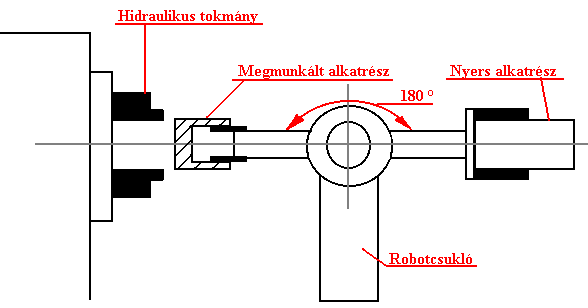 Hidraulikus tokmány
Megmunkált alkatrész
Nyers alkatrész
180 º
Robotcsukló